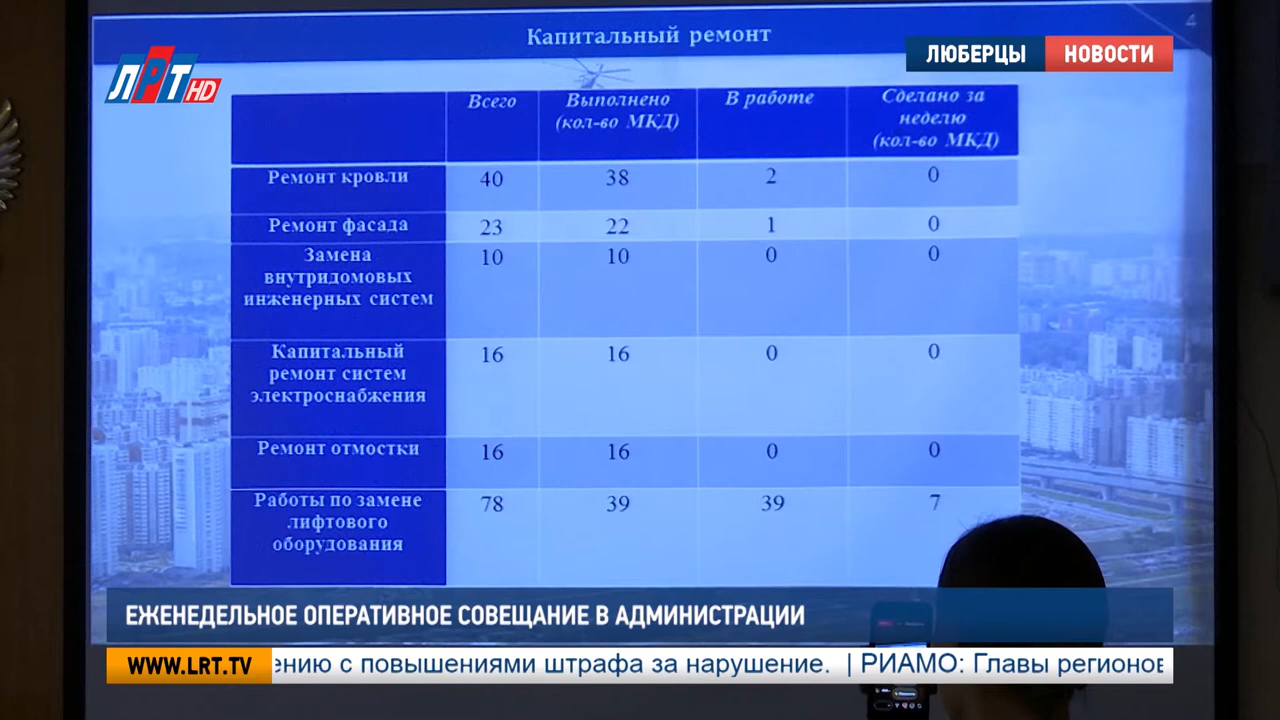 Капитальный ремонт
4
ЛРТ HD
ЛЮБЕРЦЫ НОВОСТИ
Всего Выполнено (кол-во МКД) В работе Сделано за неделю (кол-во МКД)
Ремонт кровли 40 38 2 0
Ремонт фасада 23 22 1 0
Замена внутридомовых инженерных систем 10 10 0 0
Капитальный ремонт систем электроснабжения 16 16 0 0
Ремонт отмостки 16 16 0 0
Работы по замене лифтового оборудования 78 39 39 7
ЕЖЕНЕДЕЛЬНОЕ ОПЕРАТИВНОЕ СОВЕЩАНИЕ В АДМИНИСТРАЦИИ
WWW.LRT.TV ению с повышениями штрафа за нарушение. | РИАМО: Главы регионов